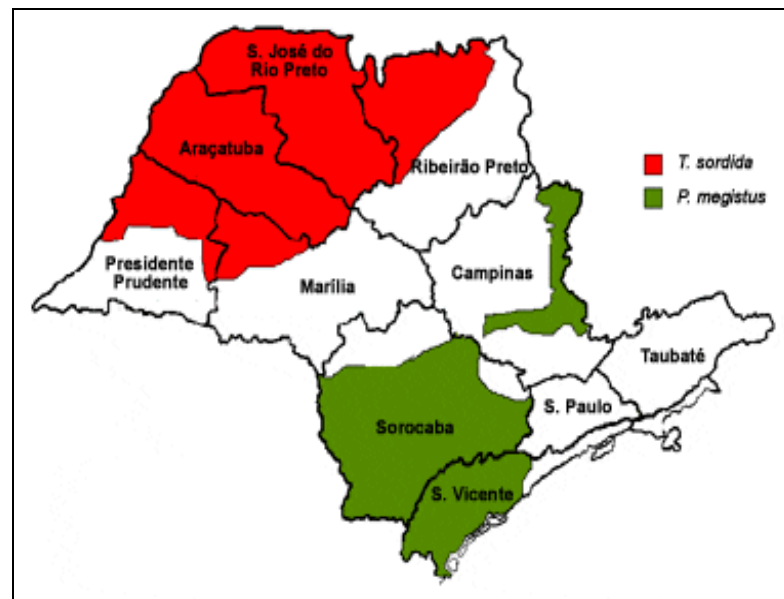 S. José do
Rio Preto
Araçatuba
Ribeirão Preto
T. sordida
P. megistus
Presidente
Prudente
Marília
Campinas
Taubaté
S. Paulo
Sorocaba
S. Vicente